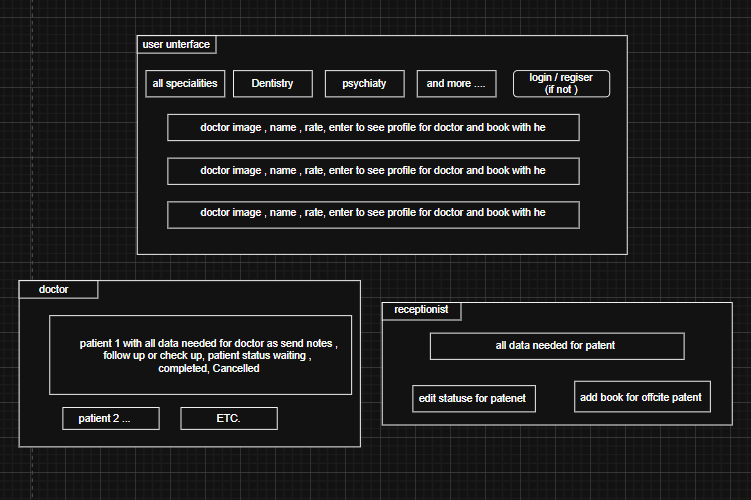 user unterface
all specialities
Dentistry
psychiaty
and more ....
login / regiser
(if not )
doctor image , name , rate, enter to see profile for doctor and book with he
doctor image , name , rate, enter to see profile for doctor and book with he
doctor image , name , rate, enter to see profile for doctor and book with he
doctor
patient 1 with all data needed for doctor as send notes ,
follow up or check up, patient status waiting ,
completed, Cancelled
patient 2 ...
ETC.
receptionist
all data needed for patent
edit statuse for patenet
add book for offcite patent